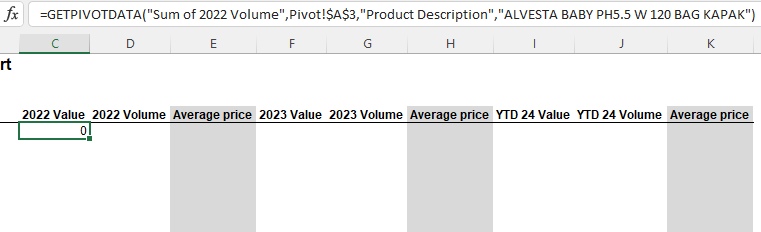 fx =GETPIVOTDATA("Sum of 2022 Volume",Pivot!$A$3,"Product Description","ALVESTA BABY PH5.5 W 120 BAG KAPAK")
C D E F G H I J K
rt
2022 Value 2022 Volume Average price 2023 Value 2023 Volume Average price YTD 24 Value YTD 24 Volume Average price
0